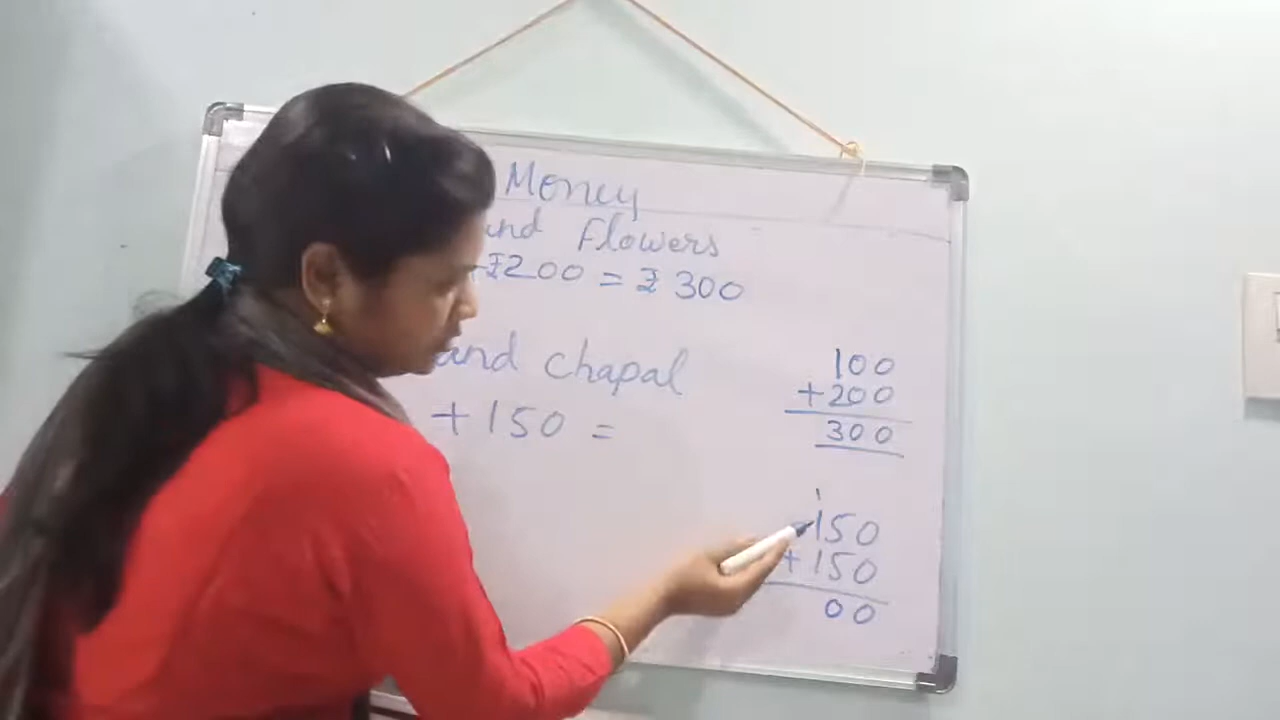 Money
and Flowers
+₹200 = ₹ 300
and chapal
+150 =
100
+200
300
1
150
+150
00